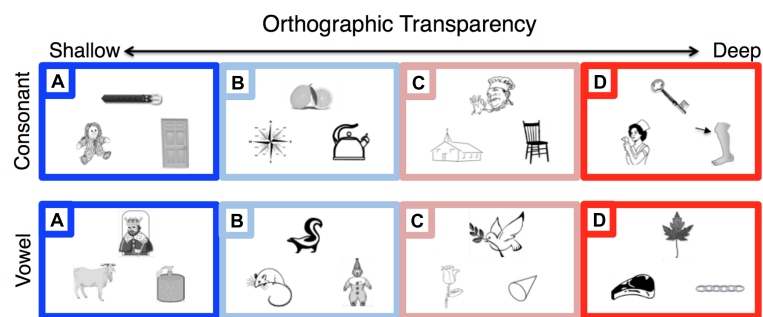 Orthographic Transparency
Shallow Deep
Consonant
A B C D
Vowel
A B C D